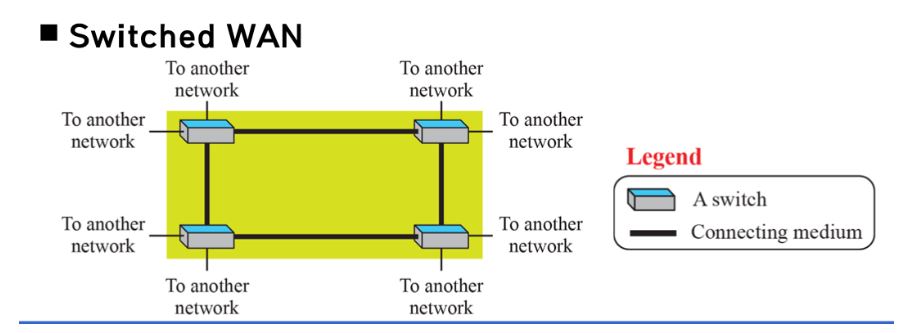 ■ Switched WAN
To another
network
To another
network
To another
network
To another
network
Legend
A switch
Connecting medium
To another
network
To another
network
To another
network
To another
network